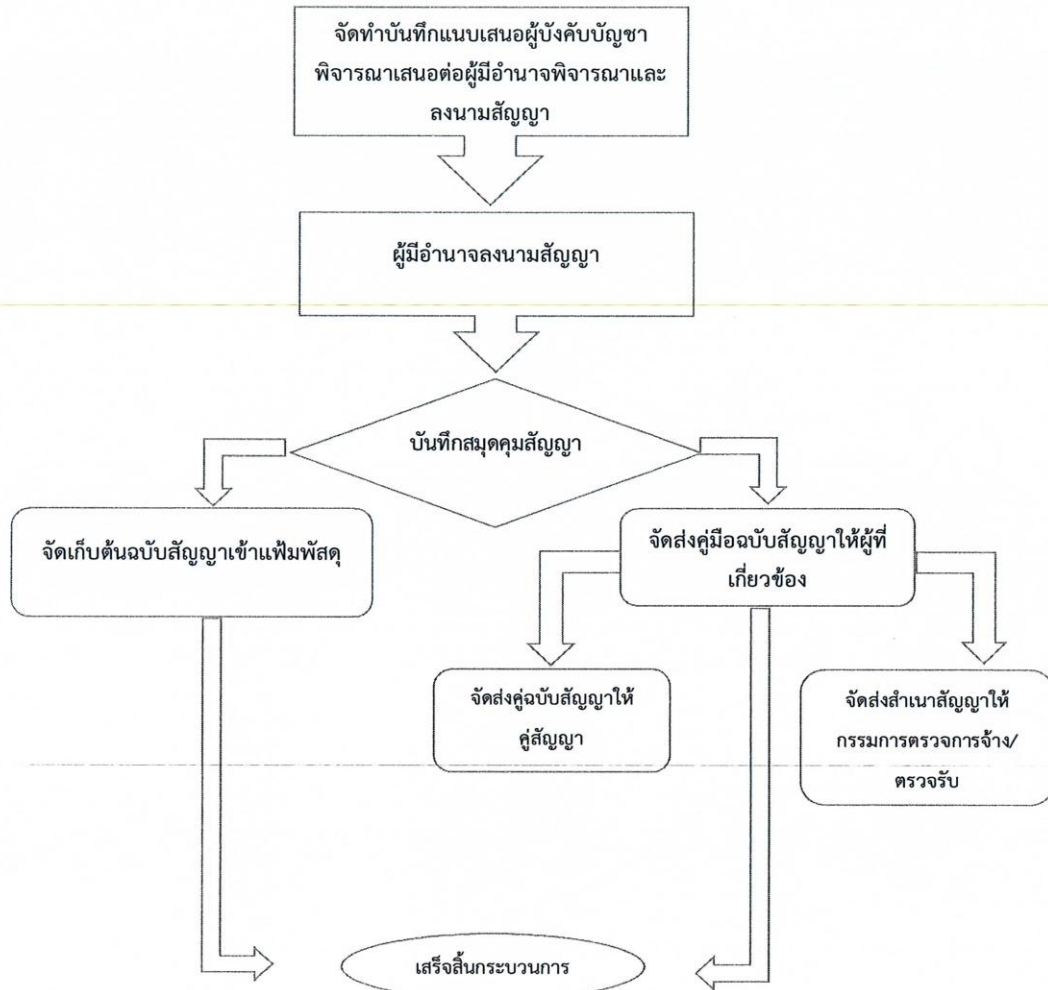 จัดทำบันทึกแนบเสนอผู้บังคับบัญชา
พิจารณาเสนอต่อผู้มีอำนาจพิจารณาและ
ลงนามสัญญา
ผู้มีอำนาจลงนามสัญญา
บันทึกสมุดคุมสัญญา
จัดเก็บต้นฉบับสัญญาเข้าแฟ้มพัสดุ
จัดส่งคู่มือฉบับสัญญาให้ผู้ที่
เกี่ยวข้อง
จัดส่งคู่ฉบับสัญญาให้
คู่สัญญา
จัดส่งสำเนาสัญญาให้
กรรมการตรวจการจ้าง/
ตรวจรับ
เสร็จสิ้นกระบวนการ